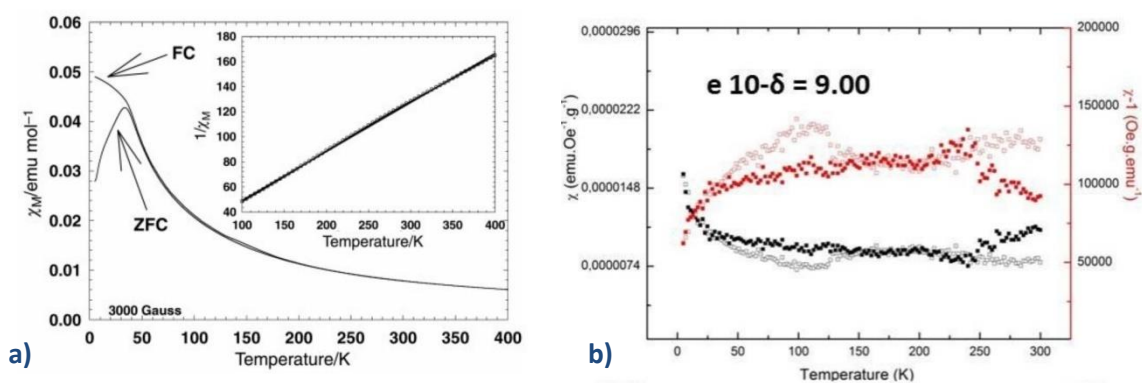 0.06
0.05
0.04
0.03
0.02
0.01
0.00
χM/emu mol⁻¹
FC
ZFC
3000 Gauss
0 50 100 150 200 250 300 350 400
Temperature/K
180
160
140
120
100
80
60
40
1/χM
100 150 200 250 300 350 400
Temperature/K
a)
0,0000296
0,0000222
0,0000148
0,0000074
χ (emu.Oe⁻¹.g⁻¹)
e 10-δ = 9.00
200000
150000
100000
50000
χ-1 (Oe.g.emu⁻¹)
0 50 100 150 200 250 300
Temperature (K)
b)